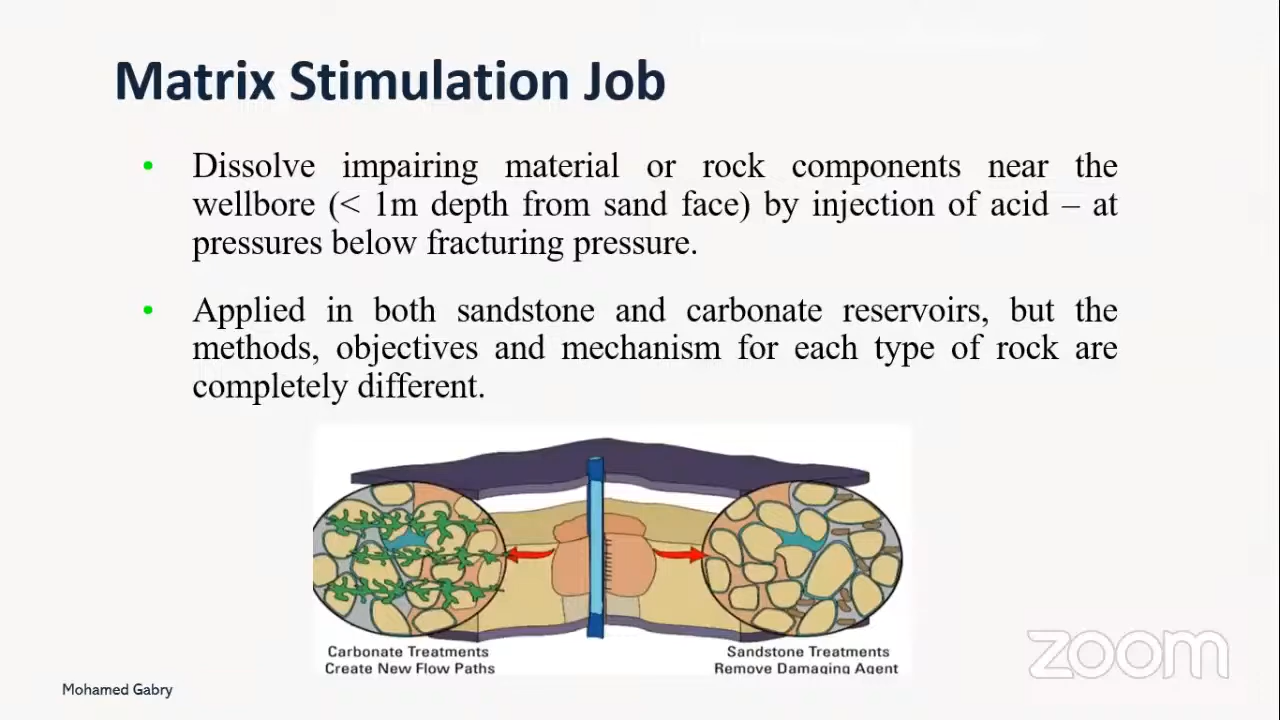 Matrix Stimulation Job
• Dissolve impairing material or rock components near the
wellbore (< 1m depth from sand face) by injection of acid – at
pressures below fracturing pressure.
• Applied in both sandstone and carbonate reservoirs, but the
methods, objectives and mechanism for each type of rock are
completely different.
Carbonate Treatments
Create New Flow Paths
Sandstone Treatments
Remove Damaging Agent
zoom
Mohamed Gabry